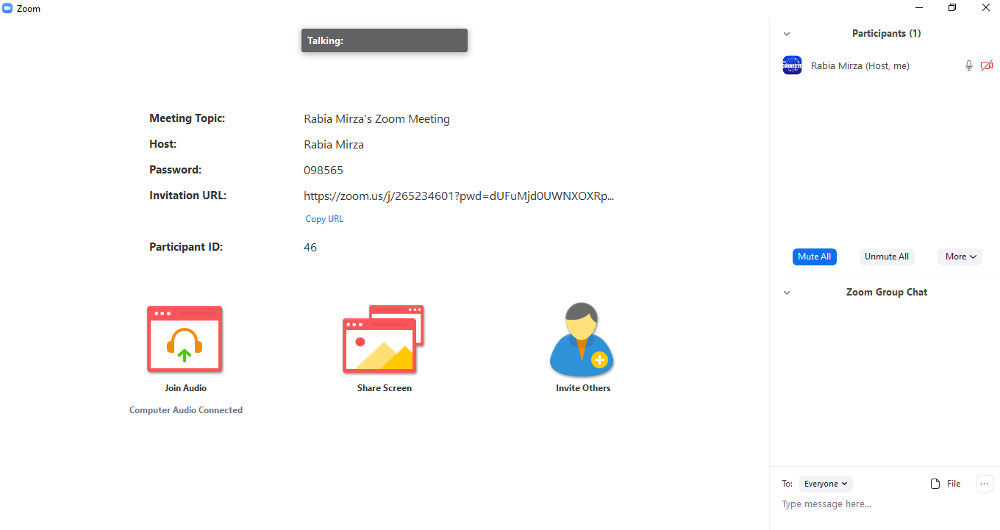 Zoom
Talking:
Meeting Topic: Rabia Mirza's Zoom Meeting
Host: Rabia Mirza
Password: 098565
Invitation URL: https://zoom.us/j/265234601?pwd=dUFuMjd0UWNXOXRp...
Copy URL
Participant ID: 46
Join Audio
Share Screen
Invite Others
Computer Audio Connected
Participants (1)
CONNECTE
Rabia Mirza (Host, me)
Mute All
Unmute All
More
Zoom Group Chat
To: Everyone
File
...
Type message here...